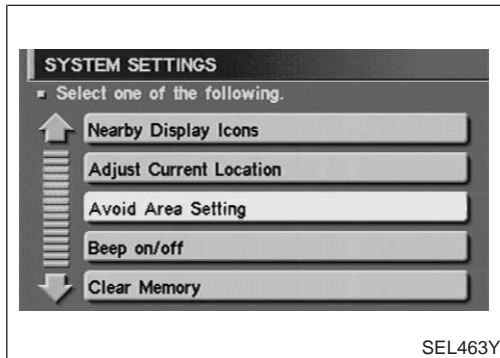 SYSTEM SETTINGS
Select one of the following.
Nearby Display Icons
Adjust Current Location
Avoid Area Setting
Beep on/off
Clear Memory
SEL463Y